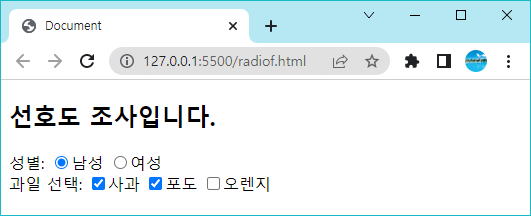 Document
127.0.0.1:5500/radiof.html
선호도 조사입니다.
성별: 남성 여성
과일 선택: 사과 포도 오렌지